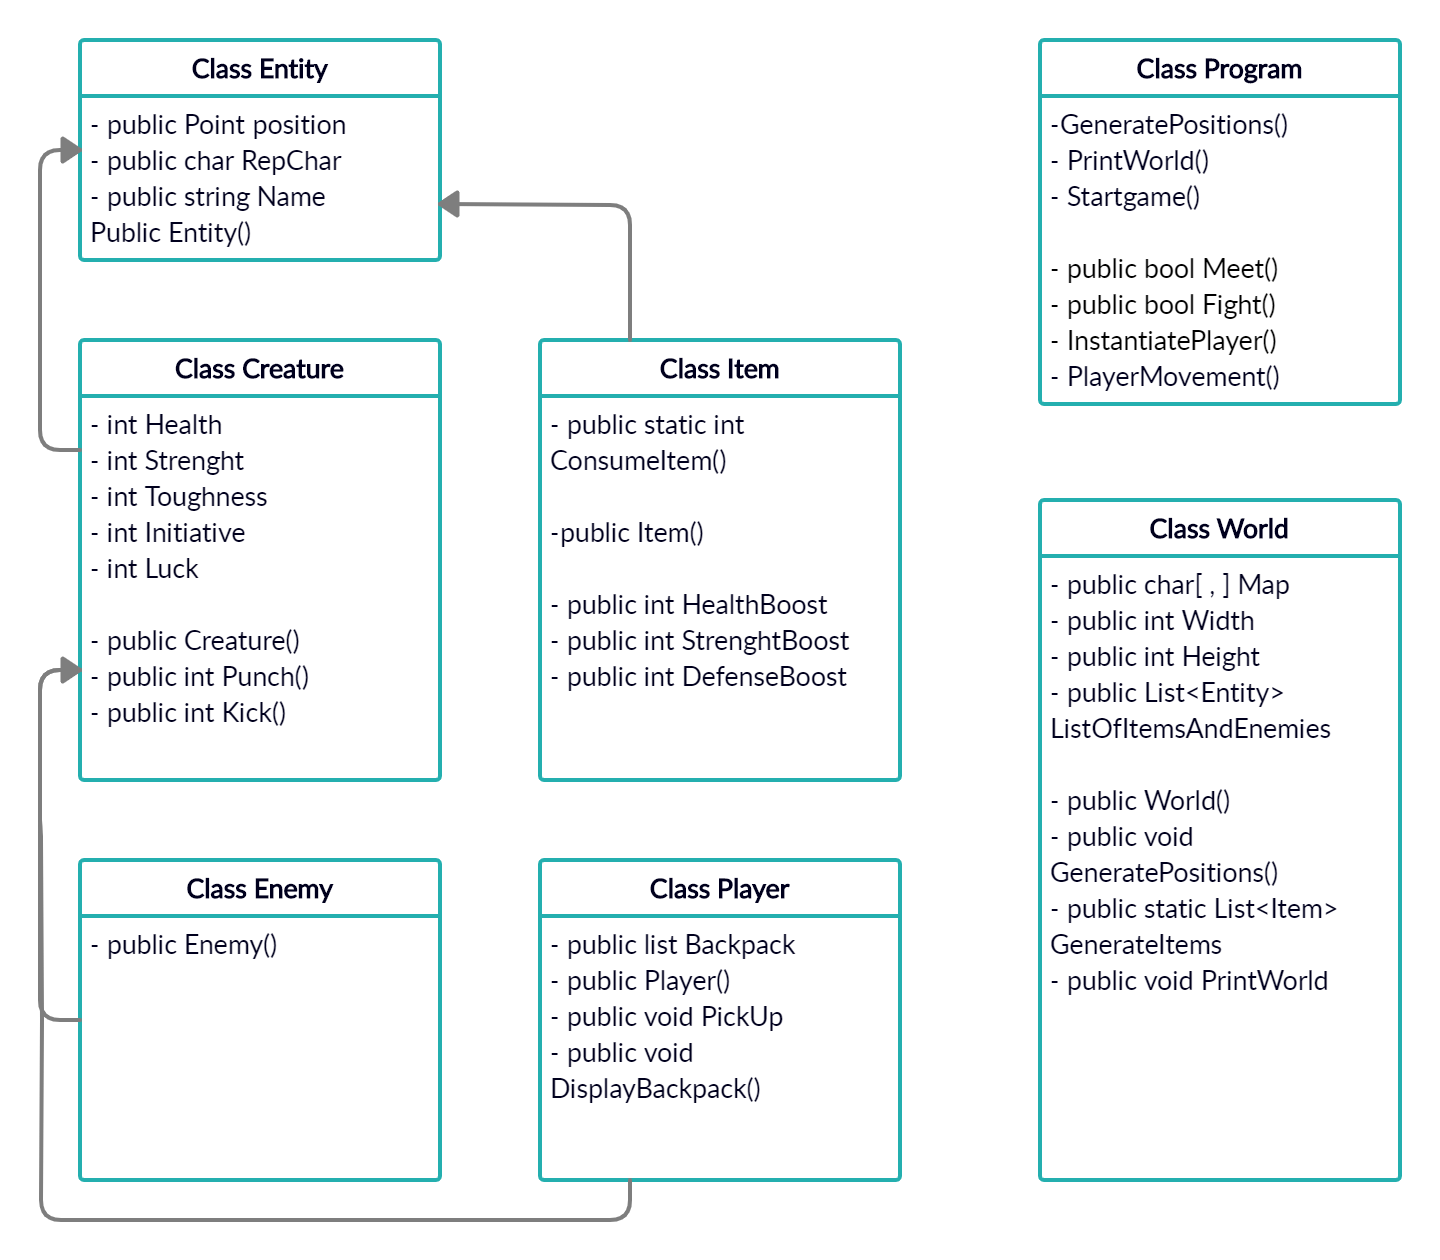 Class Entity
- public Point position
- public char RepChar
- public string Name
Public Entity()
Class Program
-GeneratePositions()
- PrintWorld()
- Startgame()
- public bool Meet()
- public bool Fight()
- InstantiatePlayer()
- PlayerMovement()
Class Creature
- int Health
- int Strenght
- int Toughness
- int Initiative
- int Luck
- public Creature()
- public int Punch()
- public int Kick()
Class Item
- public static int
ConsumeItem()
-public Item()
- public int HealthBoost
- public int StrenghtBoost
- public int DefenseBoost
Class World
- public char[ , ] Map
- public int Width
- public int Height
- public List<Entity>
ListOfItemsAndEnemies
- public World()
- public void
GeneratePositions()
- public static List<Item>
GenerateItems
- public void PrintWorld
Class Enemy
- public Enemy()
Class Player
- public list Backpack
- public Player()
- public void PickUp
- public void
DisplayBackpack()